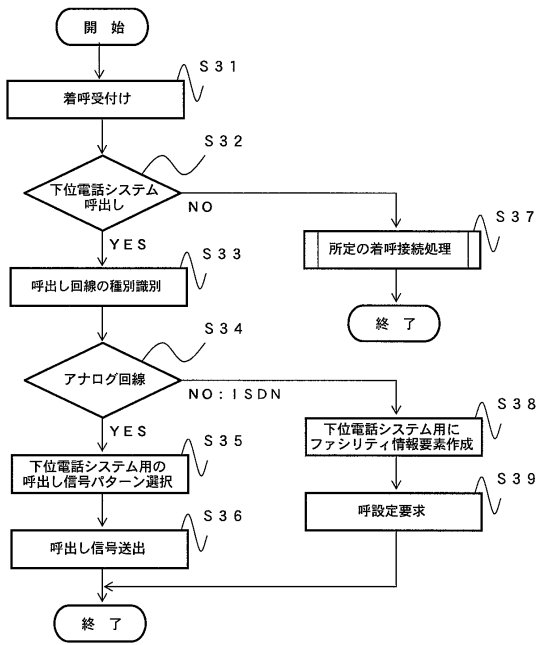 開　始
S31
着呼受付け
S32
下位電話システム
呼出し
NO
YES
S37
所定の着呼接続処理
終　了
S33
呼出し回線の種別識別
S34
アナログ回線
NO:ISDN
YES
S38
下位電話システム用に
ファシリティ情報要素作成
S35
下位電話システム用の
呼出し信号パターン選択
S39
呼設定要求
S36
呼出し信号送出
終　了